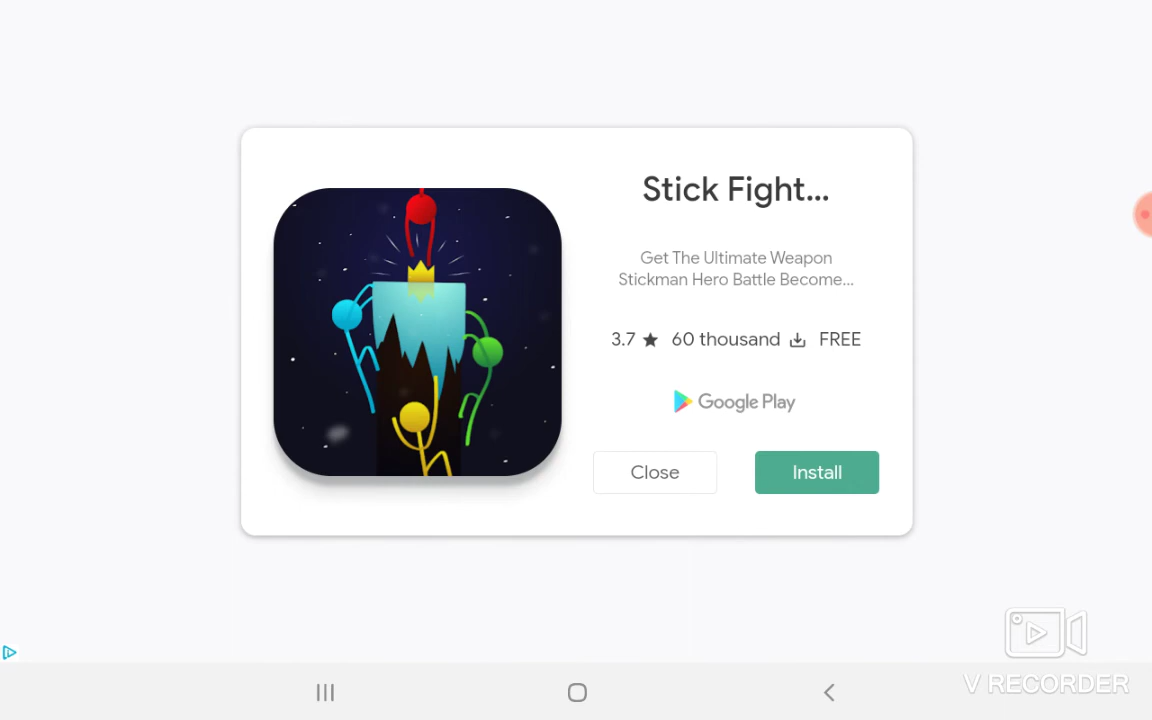 Stick Fight...
Get The Ultimate Weapon
Stickman Hero Battle Become...
3.7 ★ 60 thousand FREE
Google Play
Close
Install
V RECORDER